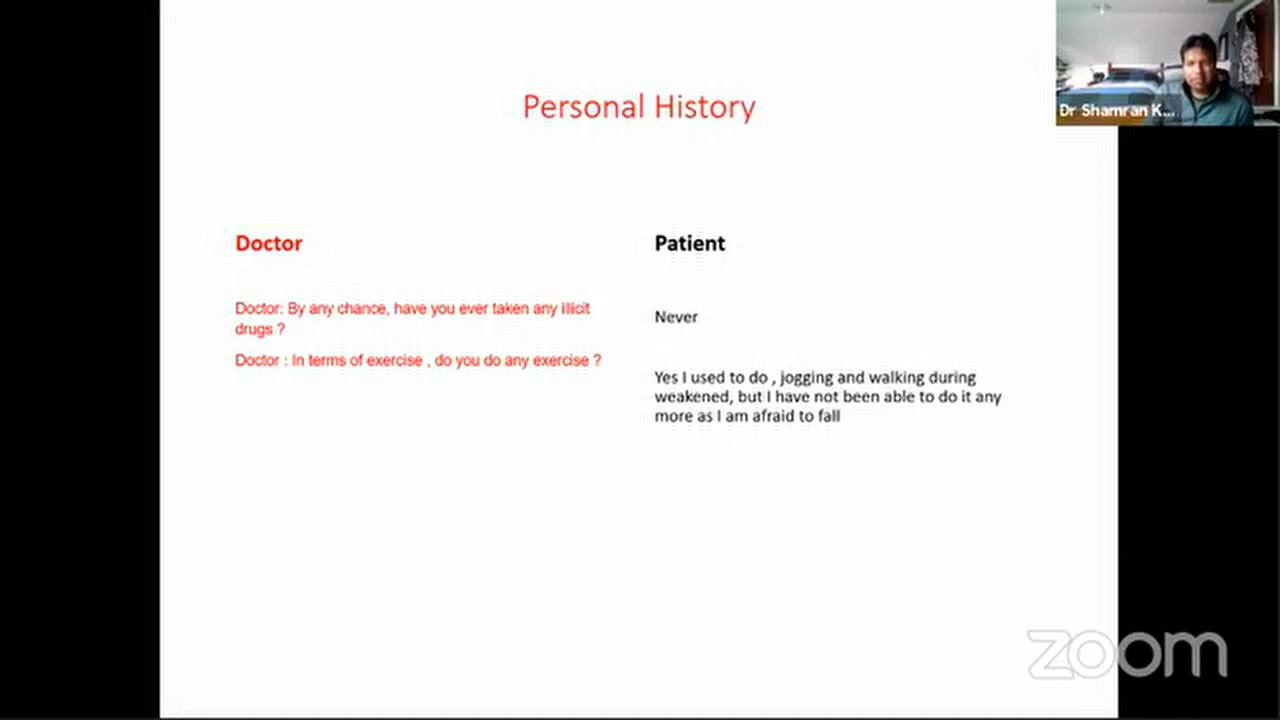 Personal History
Dr Shamran K...
Doctor
Patient
Doctor: By any chance, have you ever taken any illicit
drugs ?
Never
Doctor : In terms of exercise , do you do any exercise ?
Yes I used to do , jogging and walking during
weakened, but I have not been able to do it any
more as I am afraid to fall
zoom